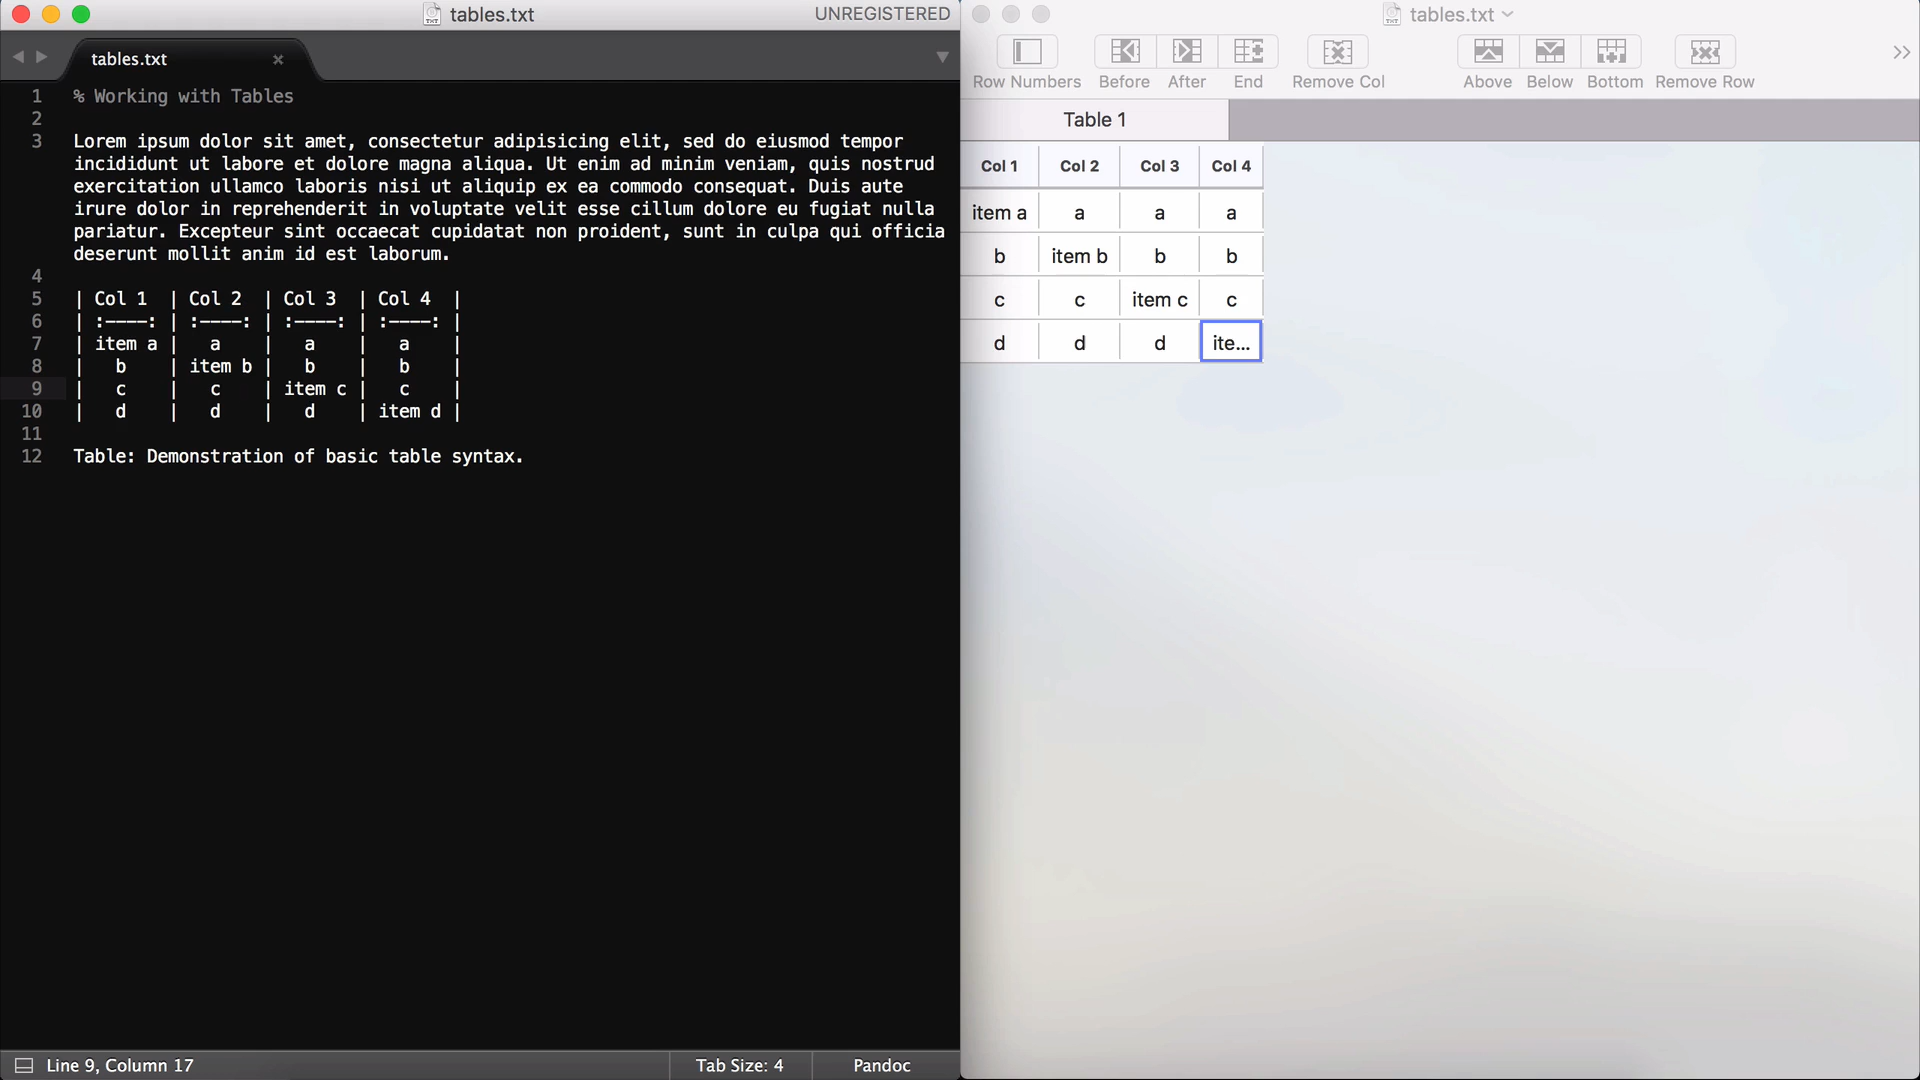 tables.txt
UNREGISTERED
tables.txt
1 % Working with Tables
2
3 Lorem ipsum dolor sit amet, consectetur adipisicing elit, sed do eiusmod tempor
incididunt ut labore et dolore magna aliqua. Ut enim ad minim veniam, quis nostrud
exercitation ullamco laboris nisi ut aliquip ex ea commodo consequat. Duis aute
irure dolor in reprehenderit in voluptate velit esse cillum dolore eu fugiat nulla
pariatur. Excepteur sint occaecat cupidatat non proident, sunt in culpa qui officia
deserunt mollit anim id est laborum.
4
5 | Col 1 | Col 2 | Col 3 | Col 4 |
6 | :----: | :----: | :----: | :----: |
7 | item a | a | a | a |
8 | b | item b | b | b |
9 | c | c | item c | c |
10 | d | d | d | item d |
11
12 Table: Demonstration of basic table syntax.
Line 9, Column 17
Tab Size: 4
Pandoc
tables.txt
Row Numbers Before After End Remove Col Above Below Bottom Remove Row
Table 1
Col 1 Col 2 Col 3 Col 4
item a a a a
b item b b b
c c item c c
d d d ite...